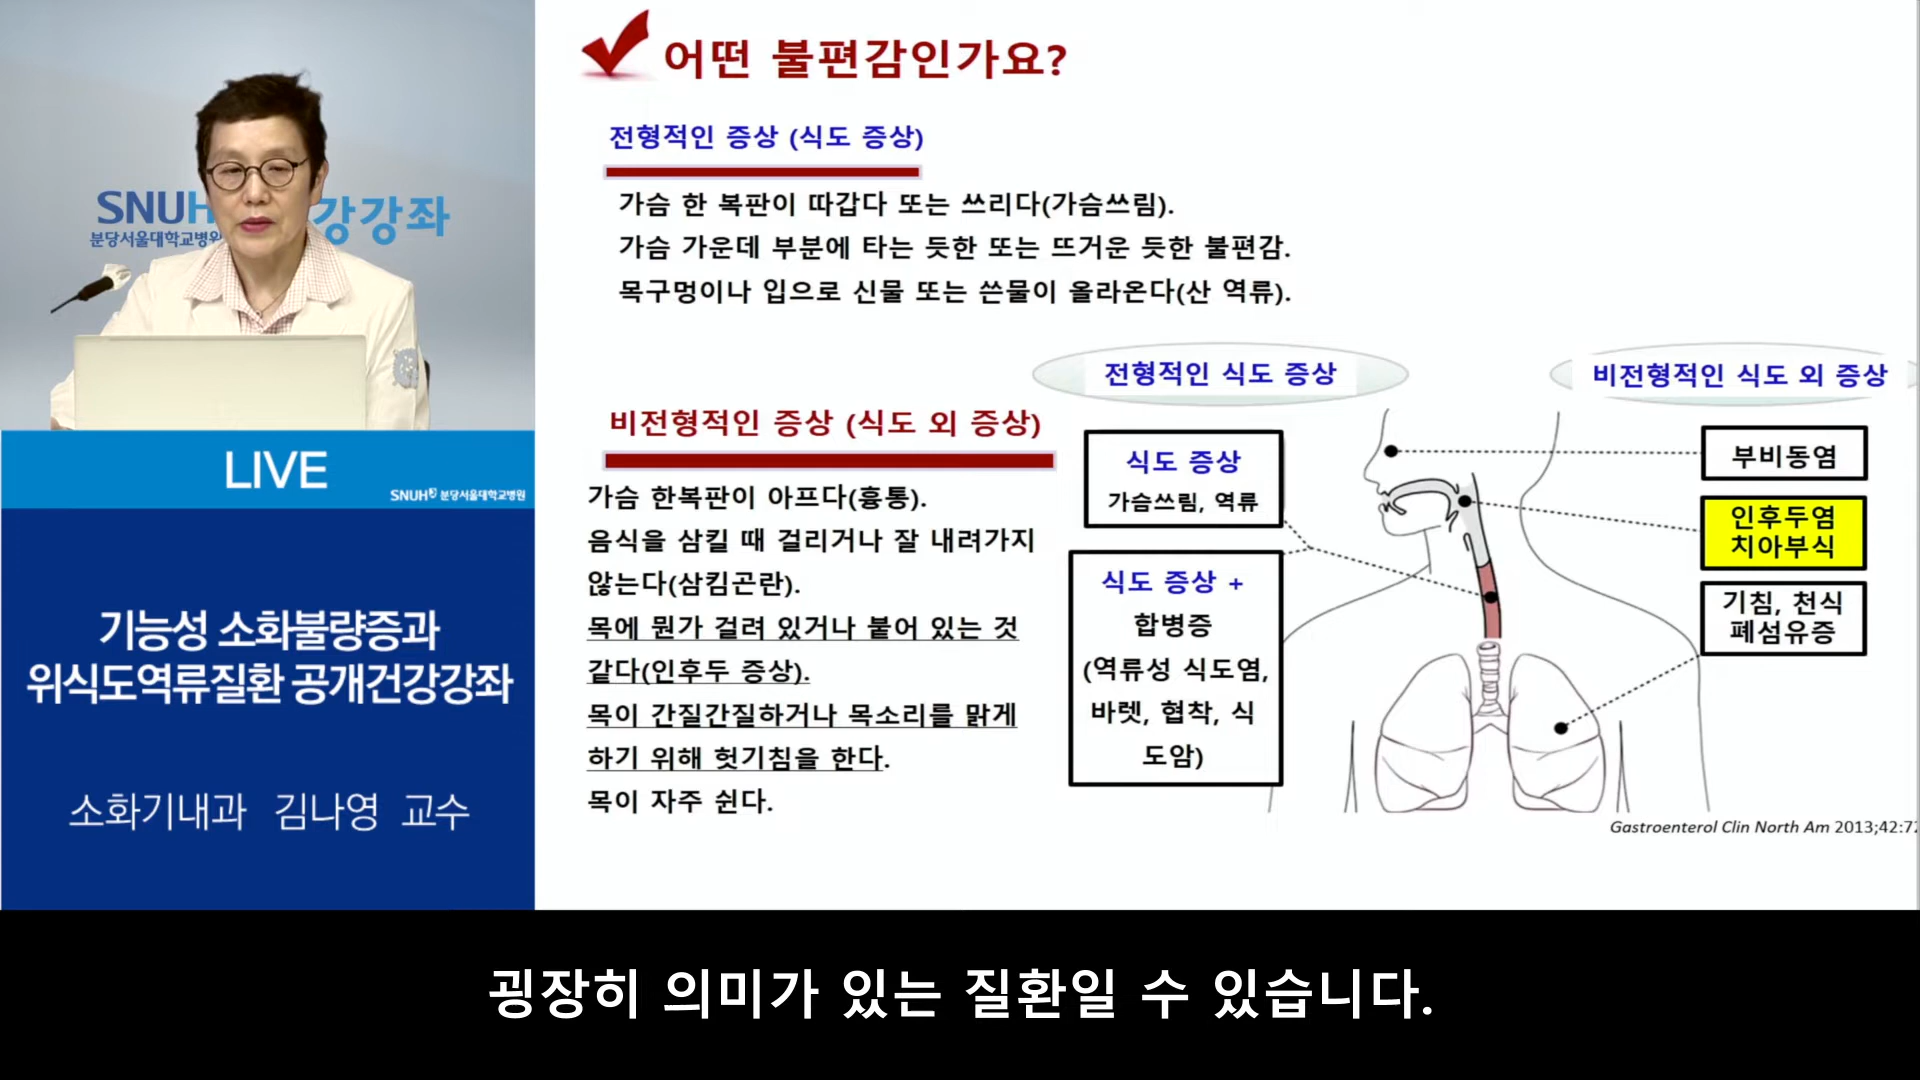 어떤 불편감인가요?
전형적인 증상 (식도 증상)
가슴 한 복판이 따갑다 또는 쓰리다(가슴쓰림).
가슴 가운데 부분에 타는 듯한 또는 뜨거운 듯한 불편감.
목구멍이나 입으로 신물 또는 쓴물이 올라온다(산 역류).
비전형적인 증상 (식도 외 증상)
가슴 한복판이 아프다(흉통).
음식을 삼킬 때 걸리거나 잘 내려가지
않는다(삼킴곤란).
목에 뭔가 걸려 있거나 붙어 있는 것
같다(인후두 증상).
목이 간질간질하거나 목소리를 맑게
하기 위해 헛기침을 한다.
목이 자주 쉰다.
전형적인 식도 증상
식도 증상
가슴쓰림, 역류
식도 증상 +
합병증
(역류성 식도염,
바렛, 협착, 식
도암)
비전형적인 식도 외 증상
부비동염
인후두염
치아부식
기침, 천식
폐섬유증
Gastroenterol Clin North Am 2013;42:72
SNUH 강강좌
분당서울대학교병원
LIVE
SNUH 분당서울대학교병원
기능성 소화불량증과
위식도역류질환 공개건강강좌
소화기내과 김나영 교수
굉장히 의미가 있는 질환일 수 있습니다.